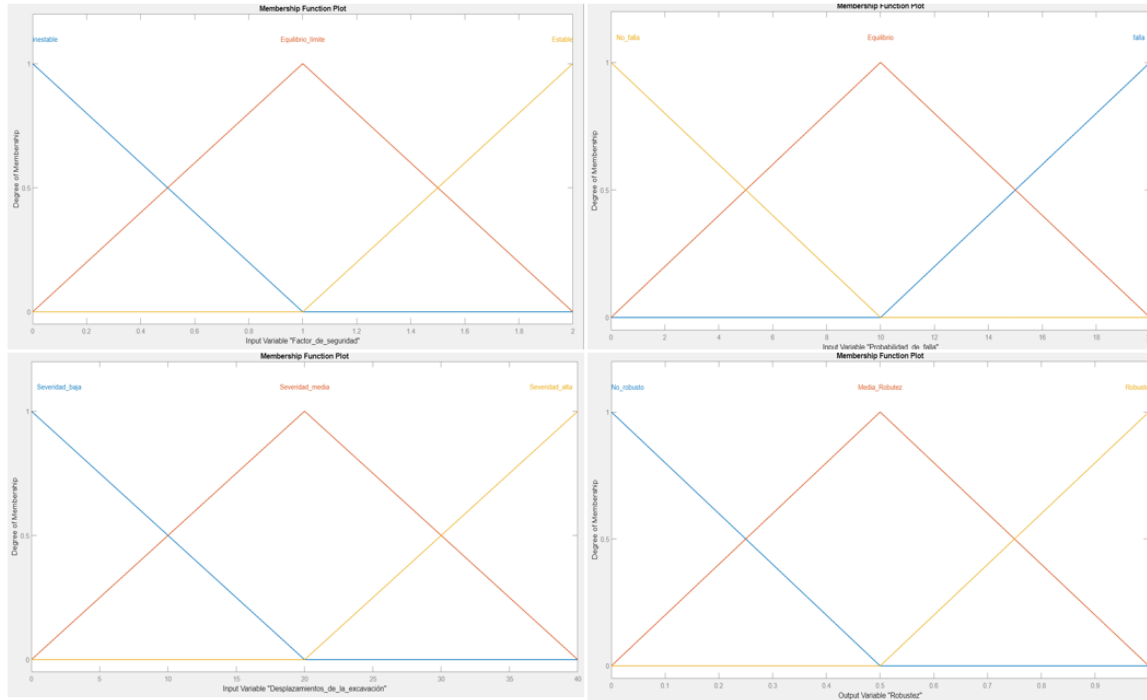 Membership Function Plot
inestable Equilibrio_límite Estable
1
0.5
0
Degree of Membership
0 0.2 0.4 0.6 0.8 1 1.2 1.4 1.6 1.8 2
Input Variable "Factor_de_seguridad"
Membership Function Plot
No_falla Equilibrio falla
1
0.5
0
Degree of Membership
0 2 4 6 8 10 12 14 16 18
Input Variable "Probabilidad_de_falla"
Membership Function Plot
Severidad_baja Severidad_media Severidad_alta
1
0.5
0
Degree of Membership
0 5 10 15 20 25 30 35 40
Input Variable "Desplazamientos_de_la_excavación"
Membership Function Plot
No_robusto Media_Robutez Robusto
1
0.5
0
Degree of Membership
0 0.1 0.2 0.3 0.4 0.5 0.6 0.7 0.8 0.9
Output Variable "Robustez"